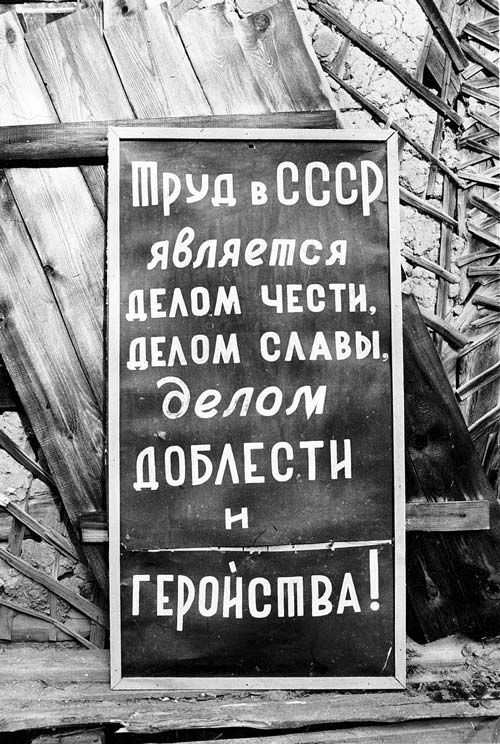 Труд в СССР
является
ДЕЛОМ ЧЕСТИ,
ДЕЛОМ СЛАВЫ,
делом
ДОБЛЕСТИ
и
ГЕРОЙСТВА!